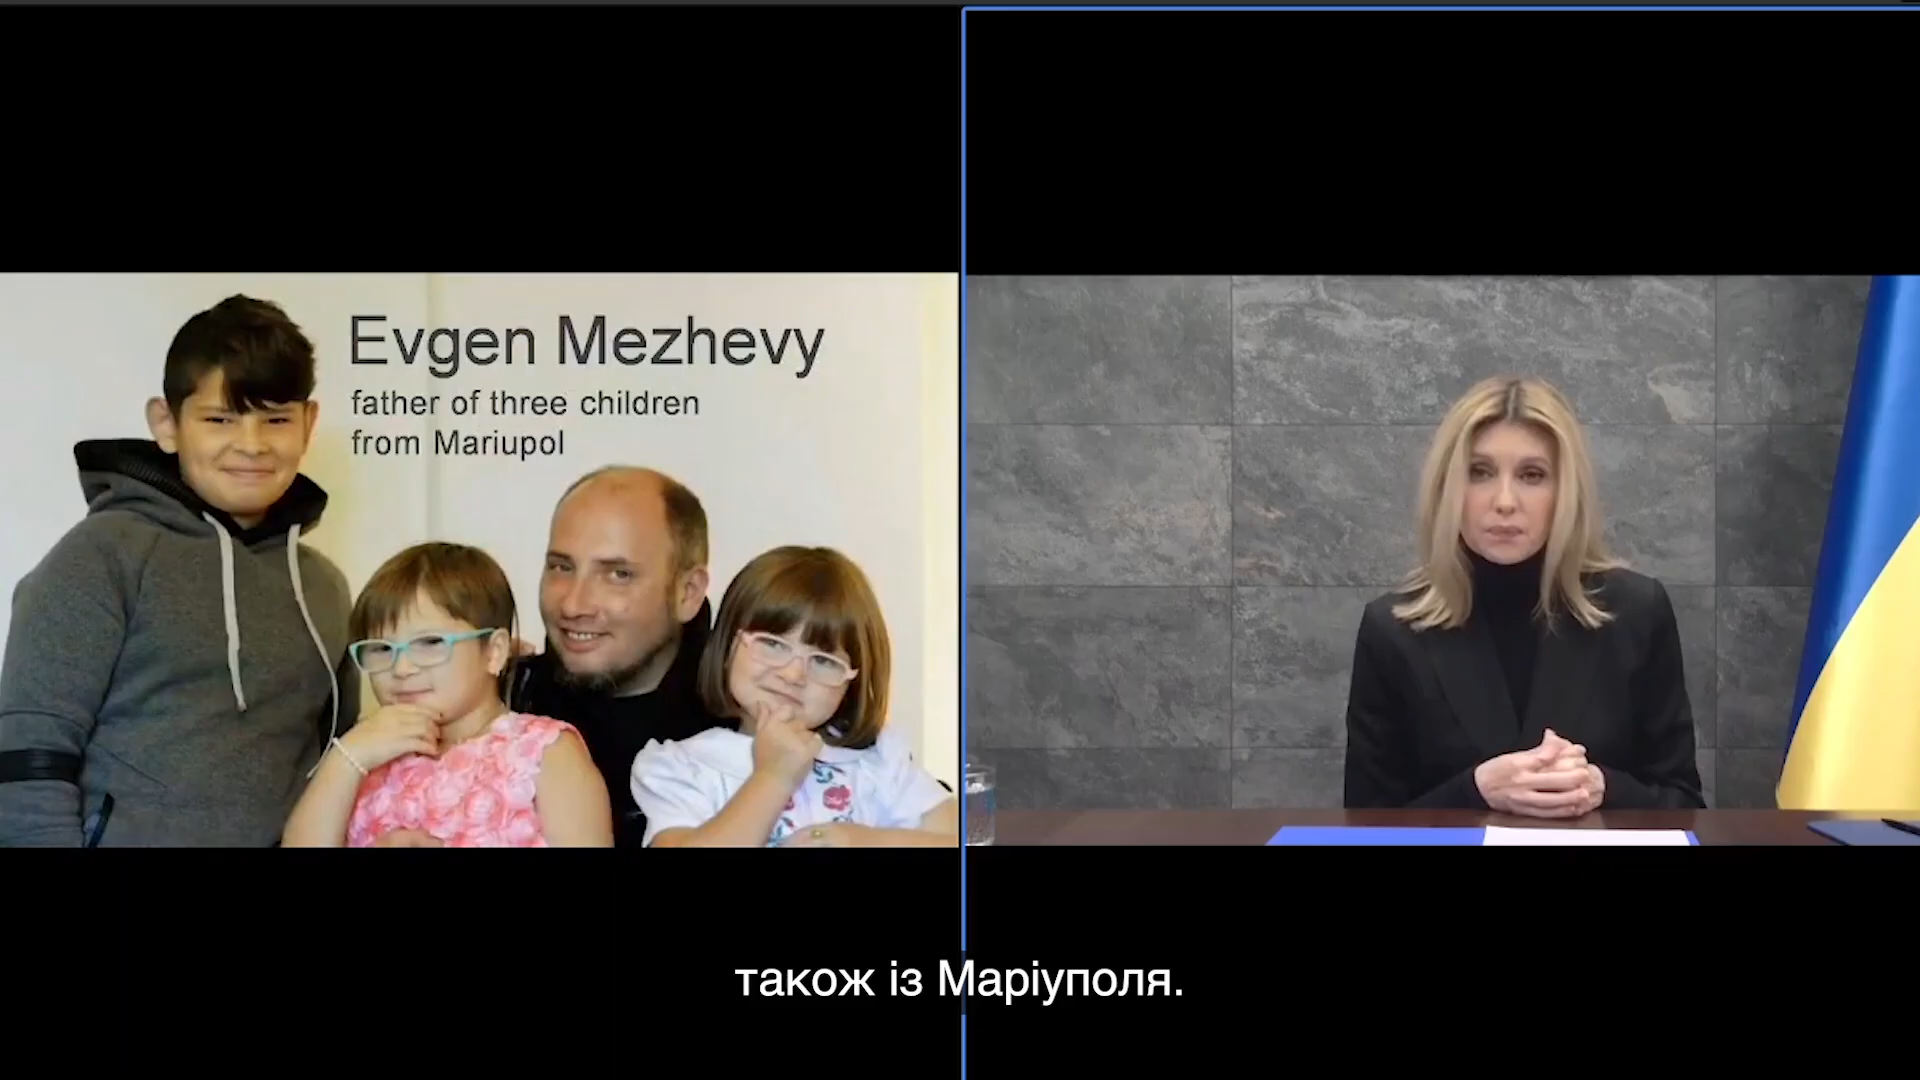 Evgen Mezhevy
father of three children
from Mariupol
також із Маріуполя.